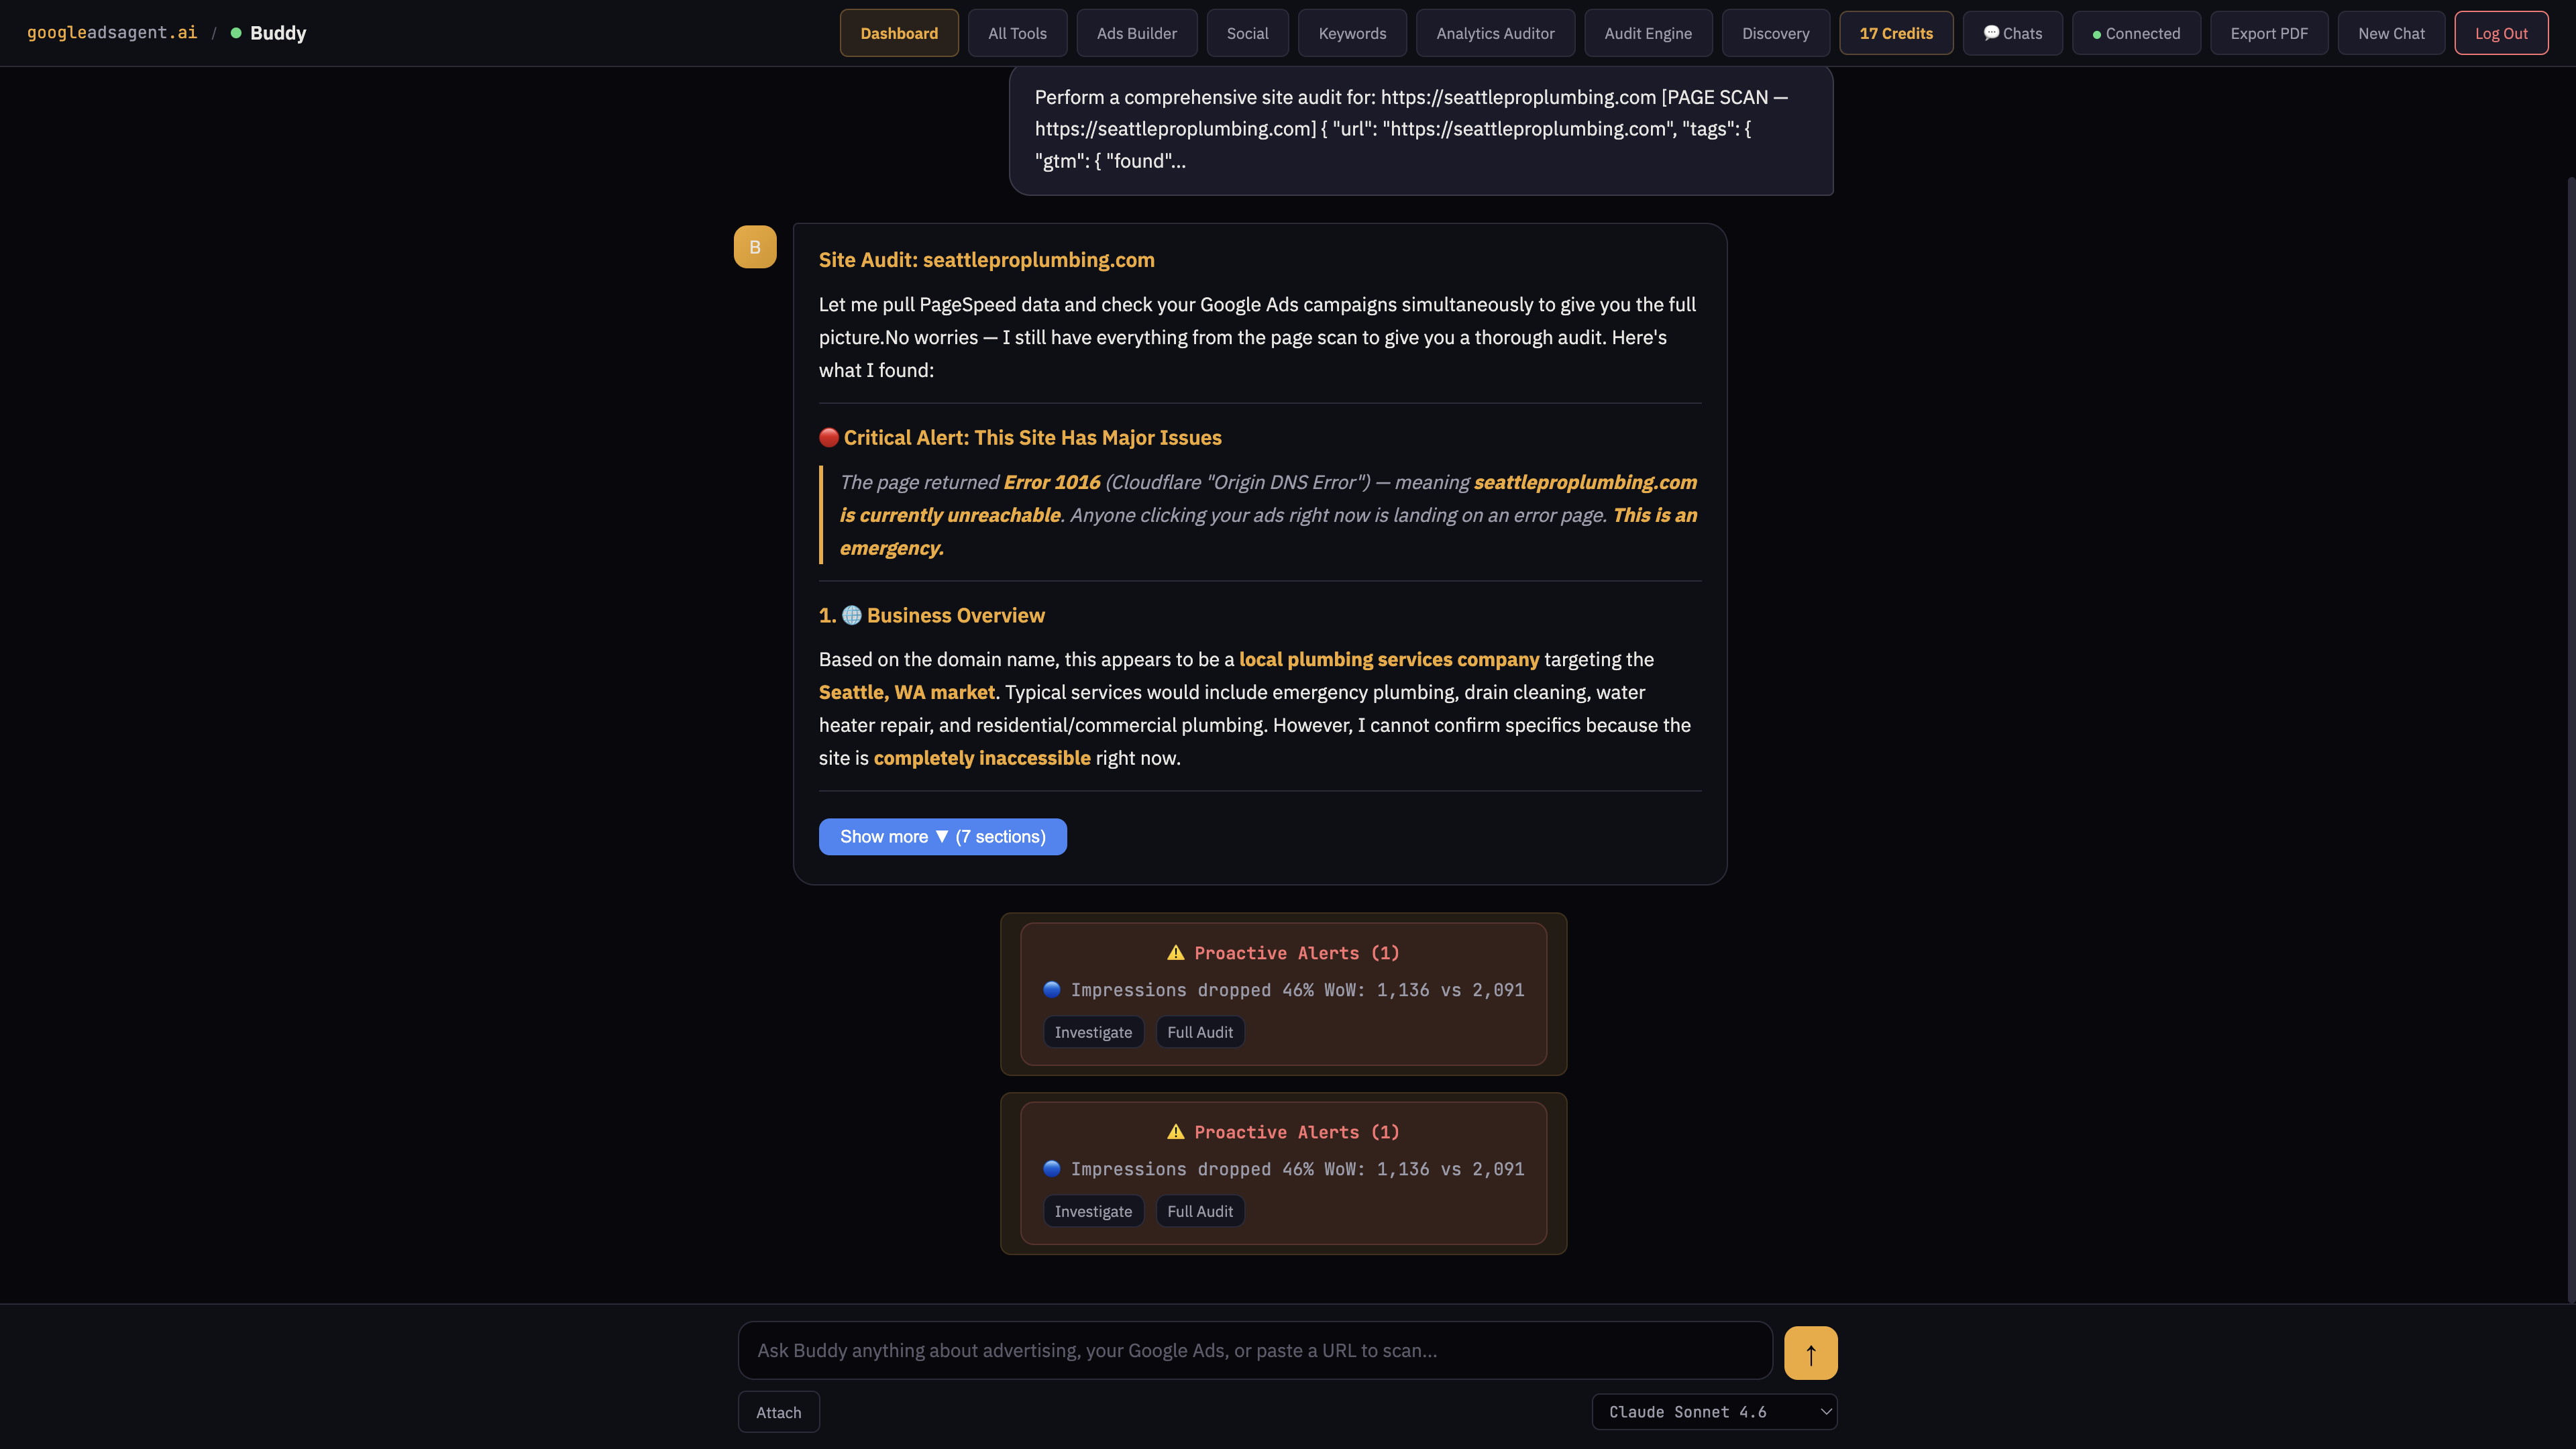 googleadsagent.ai / Buddy
Dashboard
All Tools
Ads Builder
Social
Keywords
Analytics Auditor
Audit Engine
Discovery
17 Credits
💬 Chats
Connected
Export PDF
New Chat
Log Out
Perform a comprehensive site audit for: https://seattleproplumbing.com [PAGE SCAN —
https://seattleproplumbing.com] { "url": "https://seattleproplumbing.com", "tags": {
"gtm": { "found"...
B
Site Audit: seattleproplumbing.com
Let me pull PageSpeed data and check your Google Ads campaigns simultaneously to give you the full
picture.No worries — I still have everything from the page scan to give you a thorough audit. Here's
what I found:
🔴 Critical Alert: This Site Has Major Issues
The page returned Error 1016 (Cloudflare "Origin DNS Error") — meaning seattleproplumbing.com
is currently unreachable. Anyone clicking your ads right now is landing on an error page. This is an
emergency.
1. 🌐 Business Overview
Based on the domain name, this appears to be a local plumbing services company targeting the
Seattle, WA market. Typical services would include emergency plumbing, drain cleaning, water
heater repair, and residential/commercial plumbing. However, I cannot confirm specifics because the
site is completely inaccessible right now.
Show more ▼ (7 sections)
⚠️ Proactive Alerts (1)
🔵 Impressions dropped 46% WoW: 1,136 vs 2,091
Investigate
Full Audit
⚠️ Proactive Alerts (1)
🔵 Impressions dropped 46% WoW: 1,136 vs 2,091
Investigate
Full Audit
Ask Buddy anything about advertising, your Google Ads, or paste a URL to scan...
↑
Attach
Claude Sonnet 4.6